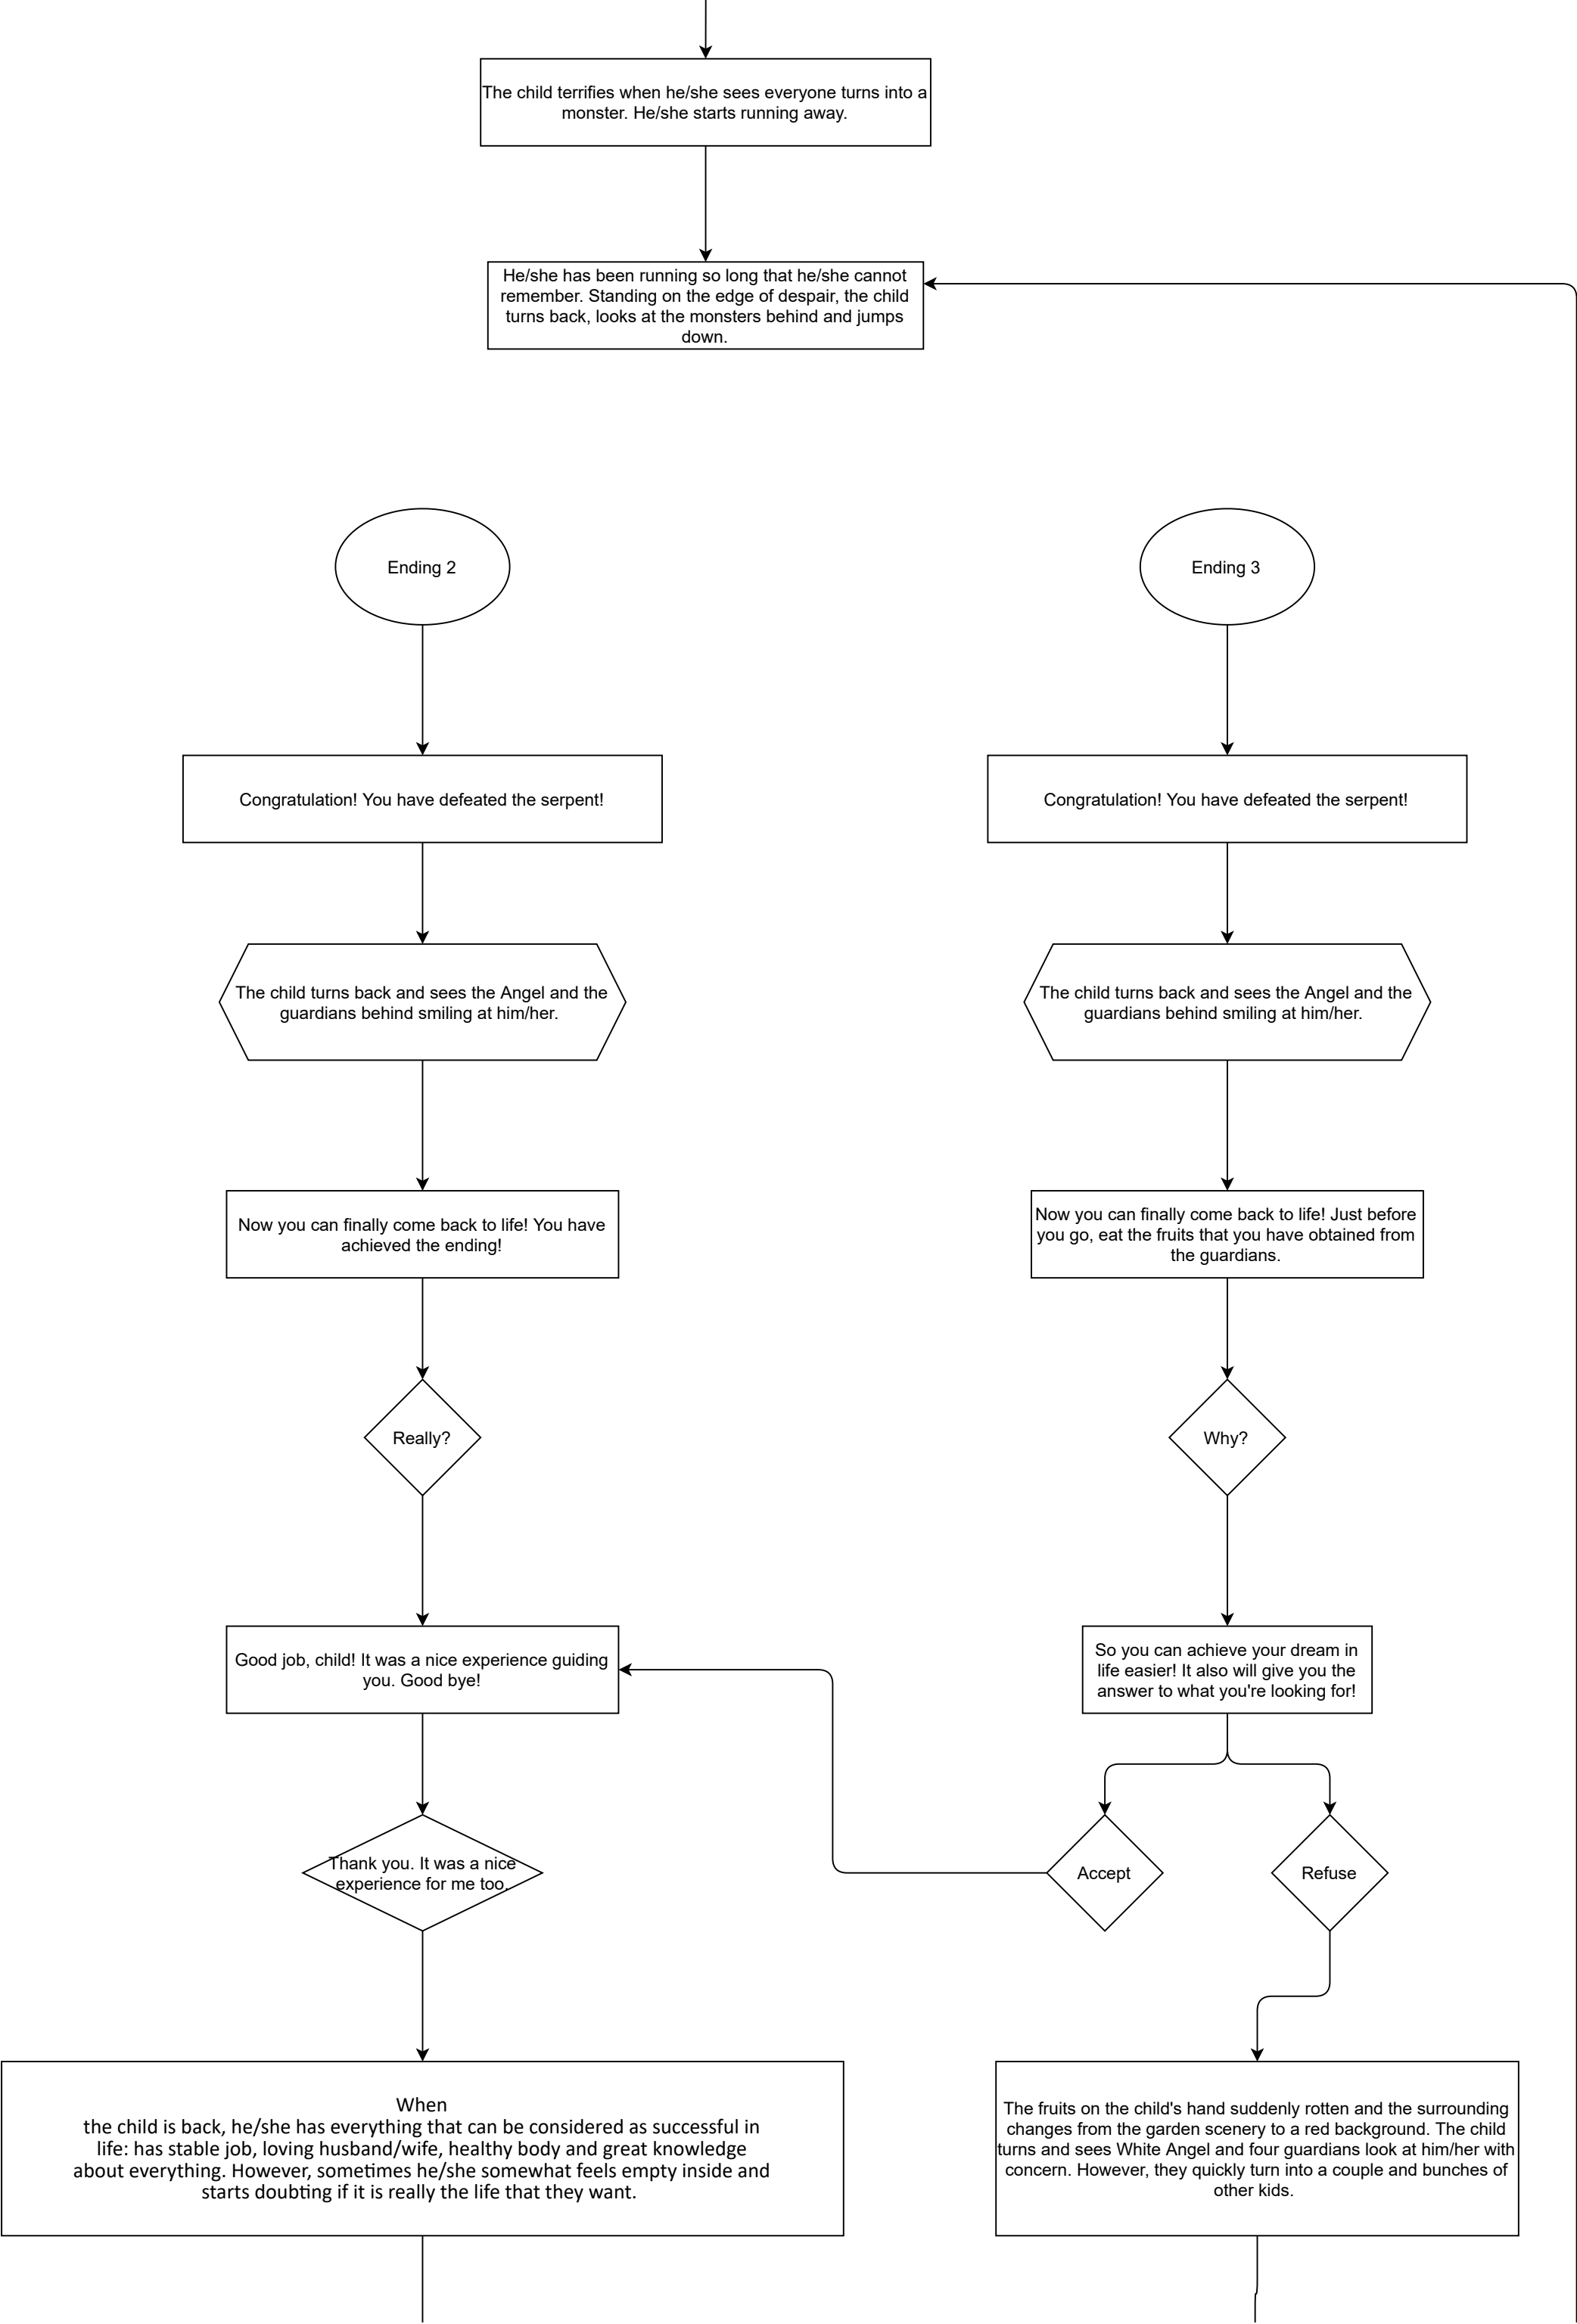 The child terrifies when he/she sees everyone turns into a
monster. He/she starts running away.
He/she has been running so long that he/she cannot
remember. Standing on the edge of despair, the child
turns back, looks at the monsters behind and jumps
down.
Ending 2
Ending 3
Congratulation! You have defeated the serpent!
Congratulation! You have defeated the serpent!
The child turns back and sees the Angel and the
guardians behind smiling at him/her.
The child turns back and sees the Angel and the
guardians behind smiling at him/her.
Now you can finally come back to life! You have
achieved the ending!
Now you can finally come back to life! Just before
you go, eat the fruits that you have obtained from
the guardians.
Really?
Why?
Good job, child! It was a nice experience guiding
you. Good bye!
So you can achieve your dream in
life easier! It also will give you the
answer to what you're looking for!
Thank you. It was a nice
experience for me too.
Accept
Refuse
When
the child is back, he/she has everything that can be considered as successful in
life: has stable job, loving husband/wife, healthy body and great knowledge
about everything. However, sometimes he/she somewhat feels empty inside and
starts doubting if it is really the life that they want.
The fruits on the child's hand suddenly rotten and the surrounding
changes from the garden scenery to a red background. The child
turns and sees White Angel and four guardians look at him/her with
concern. However, they quickly turn into a couple and bunches of
other kids.